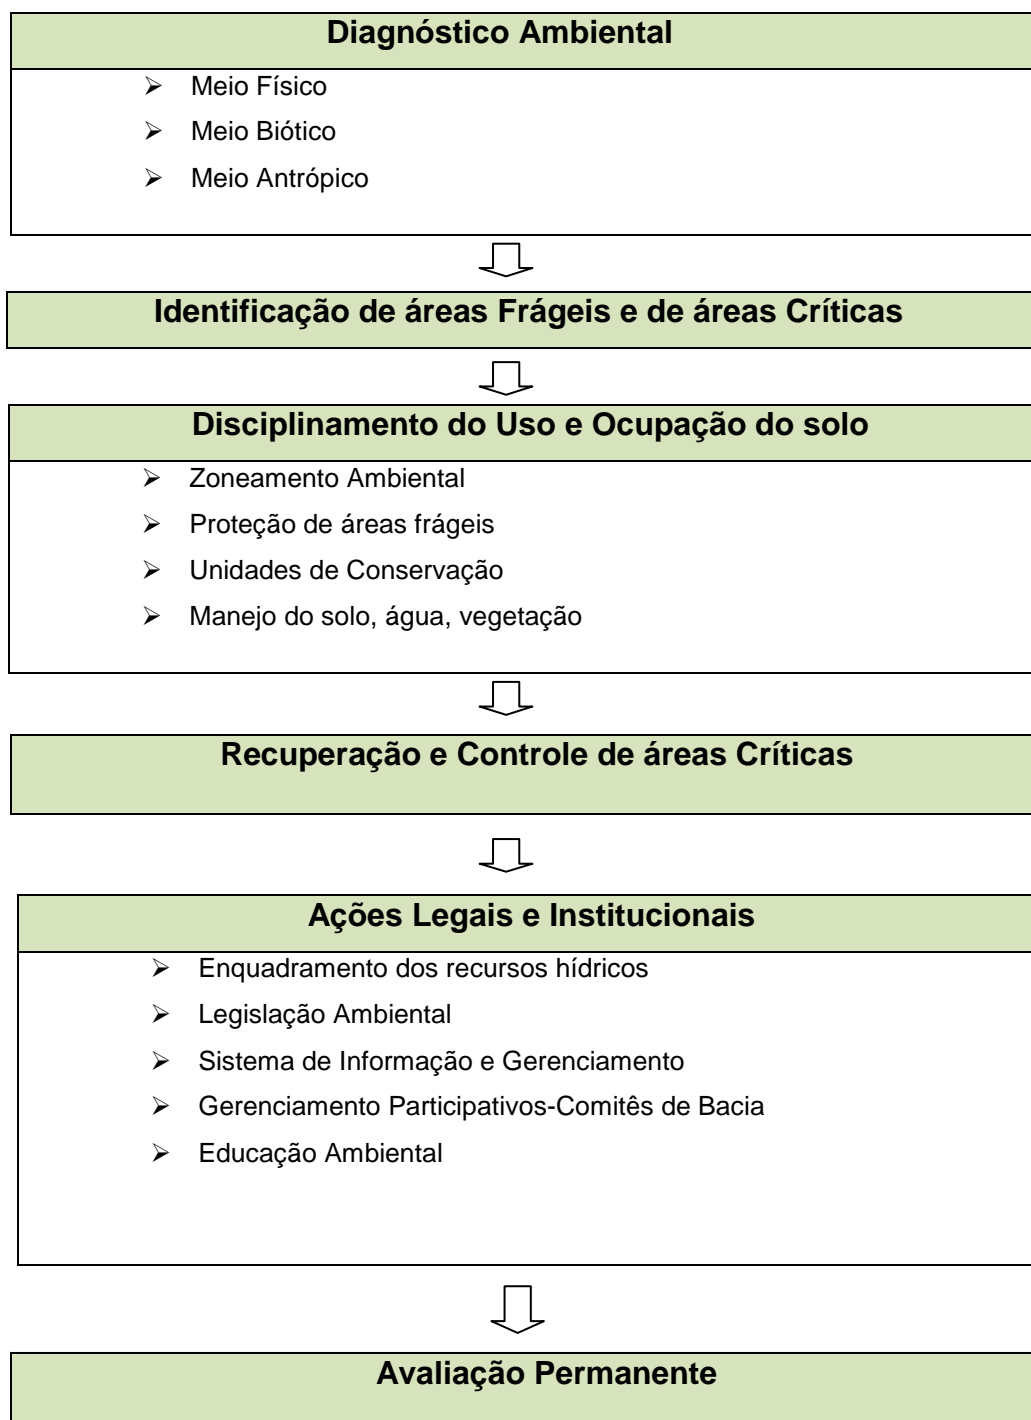 Diagnóstico Ambiental
➢ Meio Físico
➢ Meio Biótico
➢ Meio Antrópico
Identificação de áreas Frágeis e de áreas Críticas
Disciplinamento do Uso e Ocupação do solo
➢ Zoneamento Ambiental
➢ Proteção de áreas frágeis
➢ Unidades de Conservação
➢ Manejo do solo, água, vegetação
Recuperação e Controle de áreas Críticas
Ações Legais e Institucionais
➢ Enquadramento dos recursos hídricos
➢ Legislação Ambiental
➢ Sistema de Informação e Gerenciamento
➢ Gerenciamento Participativos-Comitês de Bacia
➢ Educação Ambiental
Avaliação Permanente